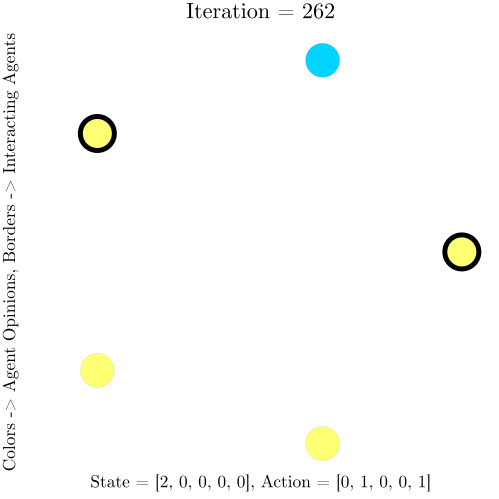 Iteration = 262
Colors -> Agent Opinions, Borders -> Interacting Agents
State = [2, 0, 0, 0, 0], Action = [0, 1, 0, 0, 1]